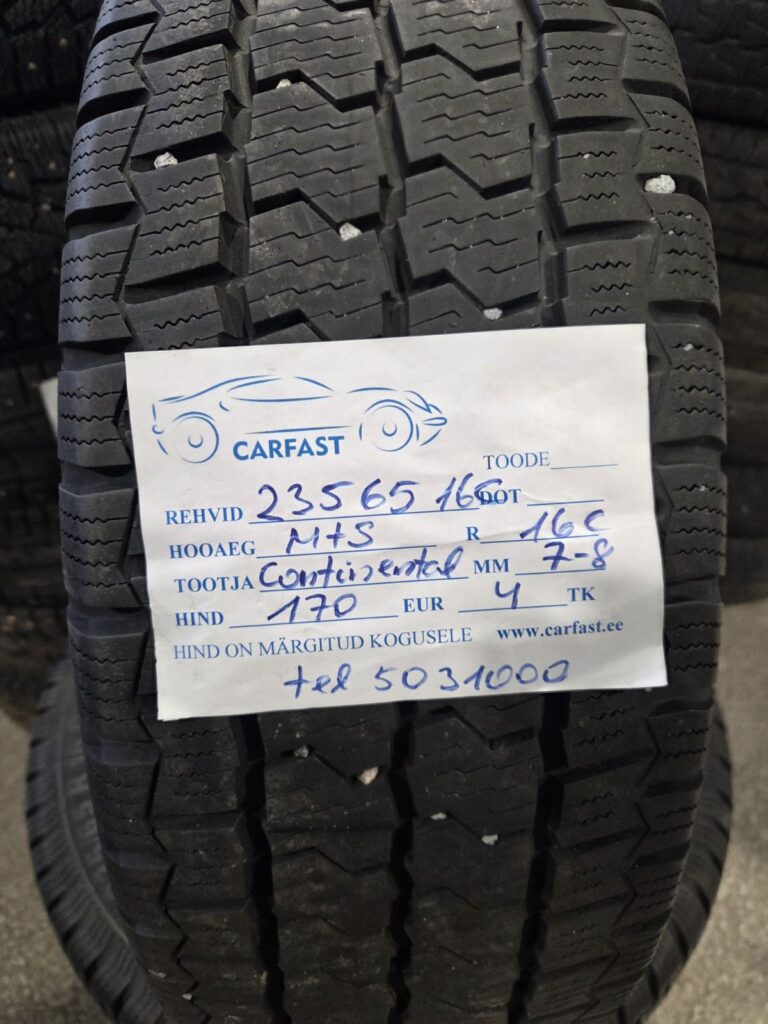 CARFAST
TOODE
REHVID 235 65 16C DOT
HOOAEG M+S R 16C
TOOTJA Continental MM 7-8
HIND 170 EUR 4 TK
HIND ON MÄRGITUD KOGUSELE www.carfast.ee
tel 5031000